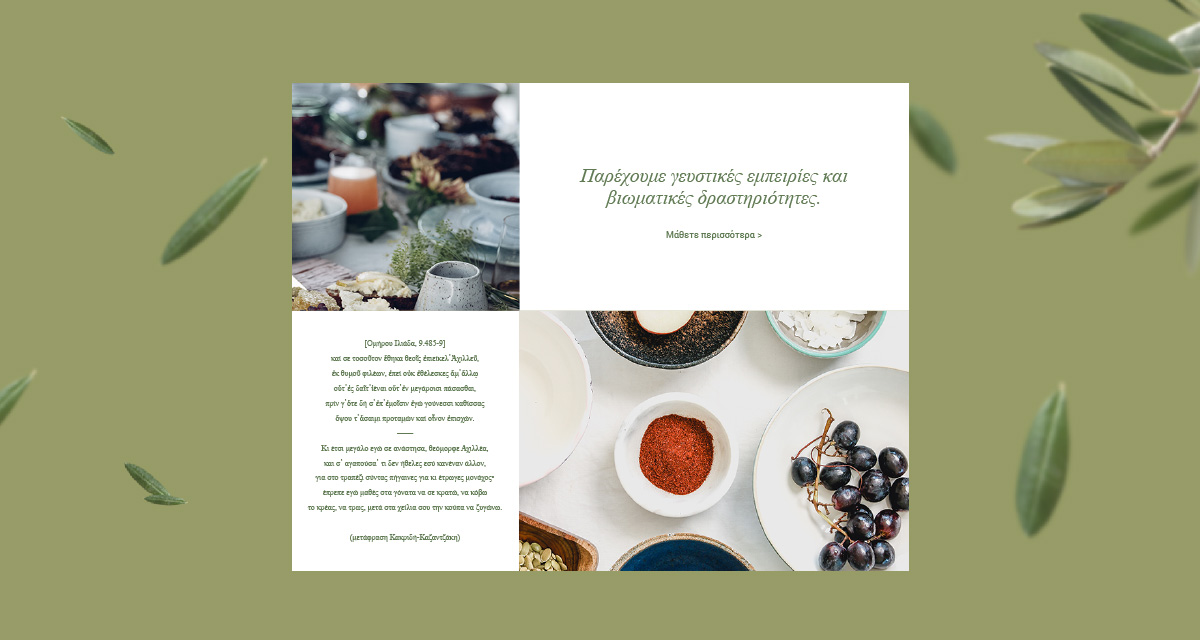 Παρέχουμε γευστικές εμπειρίες και
βιωματικές δραστηριότητες.
Μάθετε περισσότερα >
[Ομήρου Ιλιάδα, 9.485-9]
καί σε τοσοῦτον ἔθηκα θεοῖς ἐπιείκελ᾽ Ἀχιλλεῦ,
ἐκ θυμοῦ φιλέων, ἐπεὶ οὐκ ἐθέλεσκες ἅμ᾽ ἄλλῳ
οὔτ᾽ ἐς δαῖτ᾽ ἰέναι οὔτ᾽ ἐν μεγάροισι πάσασθαι,
πρίν γ᾽ ὅτε δή σ᾽ ἐπ᾽ ἐμοῖσιν ἐγὼ γούνεσσι καθίσσας
ὄψου τ᾽ ἄσαιμι προταμὼν καὶ οἶνον ἐπισχών.
Κι έτσι μεγάλο εγώ σε ανάστησα, θεόμορφε Αχιλλέα,
και σ᾽ αγαπούσα᾽ τι δεν ήθελες εσύ κανέναν άλλον,
για στο τραπέζι σύντας πήγαινες για κι έτρωγες μονάχος·
έπρεπε εγώ μαθές στα γόνατα να σε κρατώ, να κόβω
το κρέας, να τρως, μετά στα χείλια σου την κούπα να ζυγώνω.
(μετάφραση Κακριδή-Καζαντζάκη)